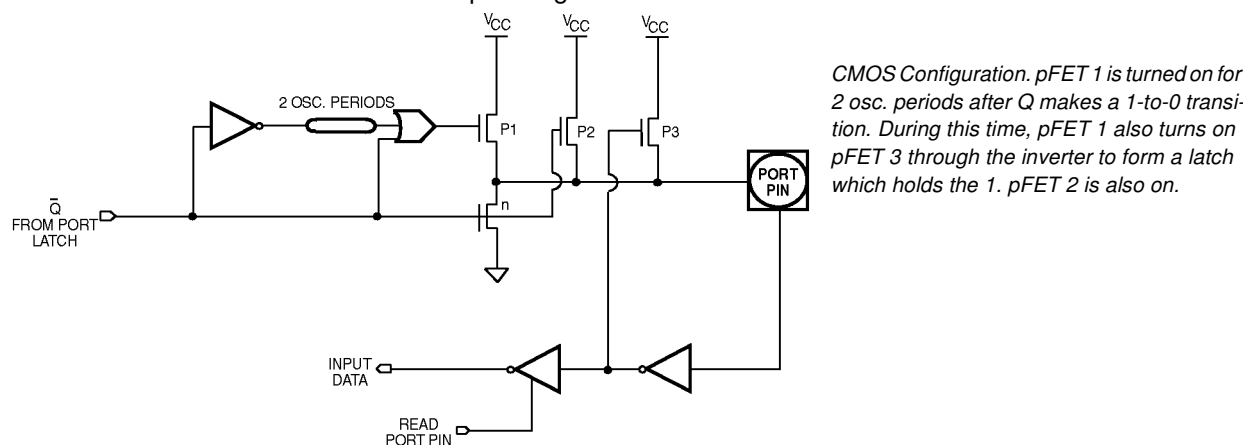 VCC
VCC
VCC
2 OSC. PERIODS
P1
P2
P3
PORT
PIN
Q̄
FROM PORT
LATCH
n
INPUT
DATA
READ
PORT PIN
CMOS Configuration. pFET 1 is turned on for
2 osc. periods after Q makes a 1-to-0 transi-
tion. During this time, pFET 1 also turns on
pFET 3 through the inverter to form a latch
which holds the 1. pFET 2 is also on.